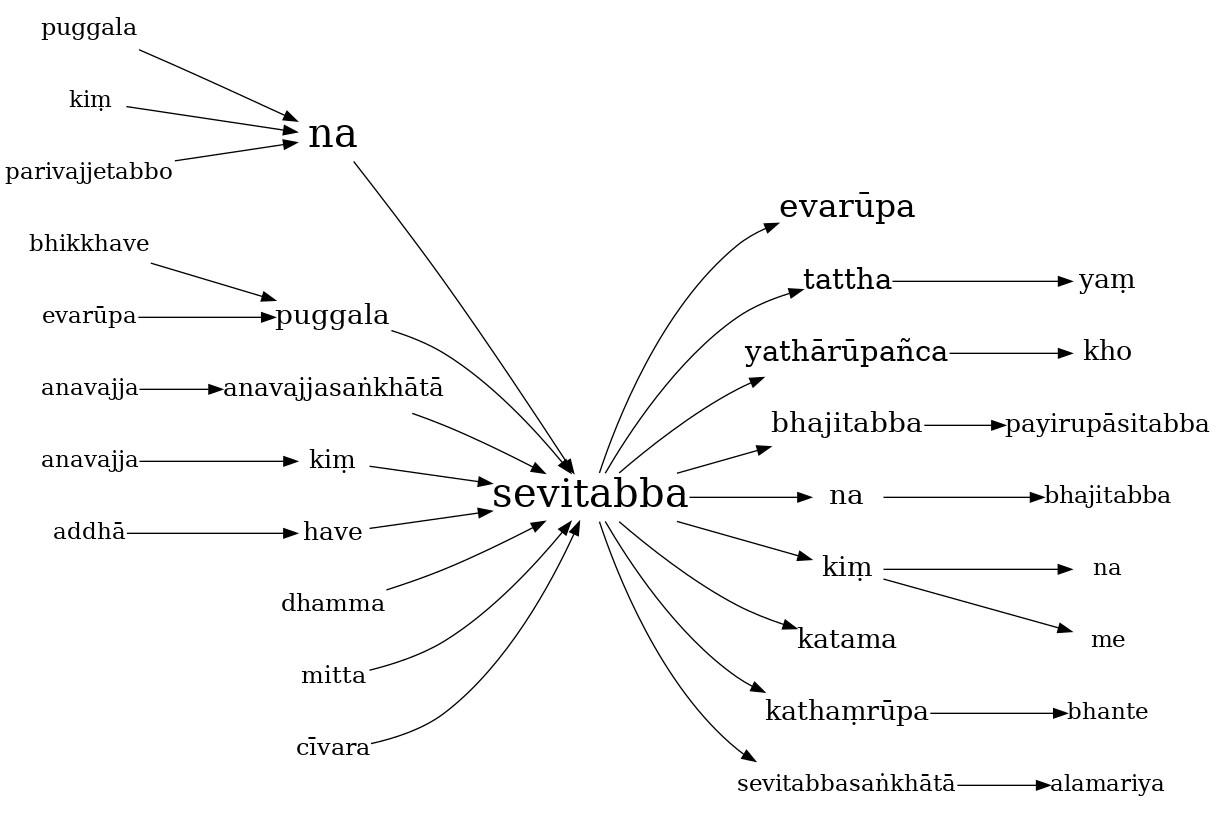 puggala
kiṃ
na
parivajjetabbo
evarūpa
bhikkhave
tattha
yaṃ
evarūpa
puggala
yathārūpañca
kho
anavajja
anavajjasaṅkhātā
bhajitabba
payirupāsitabba
anavajja
kiṃ
sevitabba
na
bhajitabba
addhā
have
kiṃ
na
dhamma
katama
me
mitta
kathaṃrūpa
bhante
cīvara
sevitabbasaṅkhātā
alamariya